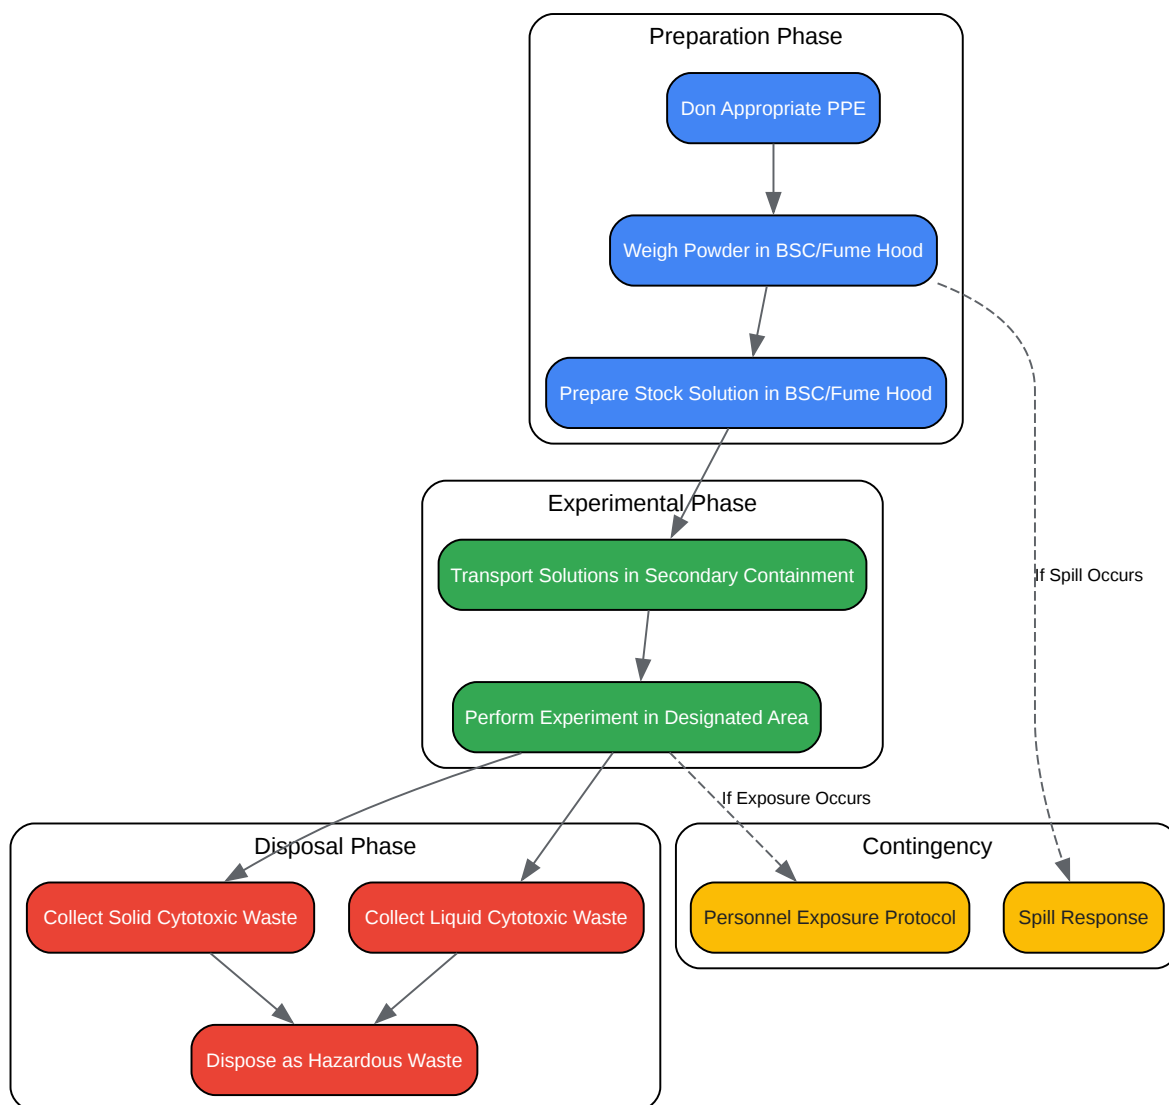 Preparation Phase
Don Appropriate PPE
Weigh Powder in BSC/Fume Hood
Prepare Stock Solution in BSC/Fume Hood
Experimental Phase
Transport Solutions in Secondary Containment
If Spill Occurs
Perform Experiment in Designated Area
If Exposure Occurs
Disposal Phase
Contingency
Collect Solid Cytotoxic Waste
Collect Liquid Cytotoxic Waste
Personnel Exposure Protocol
Spill Response
Dispose as Hazardous Waste